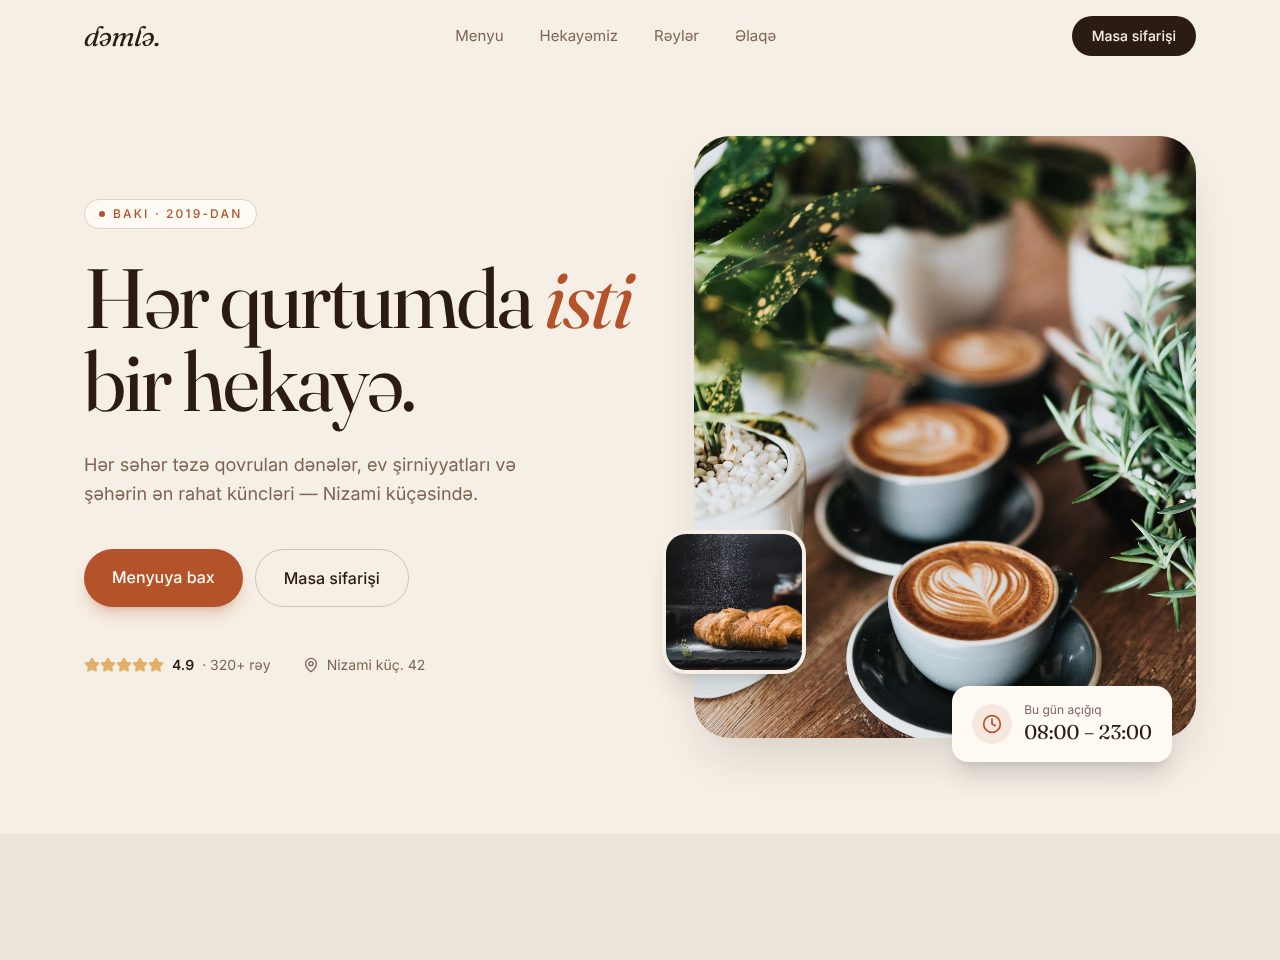 dəmlə.
Menyu
Hekayəmiz
Rəylər
Əlaqə
Masa sifarişi
BAKI · 2019-DAN
Hər qurtumda isti
bir hekayə.
Hər səhər təzə qovrulan dənələr, ev şirniyyatları və
şəhərin ən rahat küncləri — Nizami küçəsində.
Menyuya bax
Masa sifarişi
4.9 · 320+ rəy
Nizami küç. 42
Bu gün açığıq
08:00 – 23:00